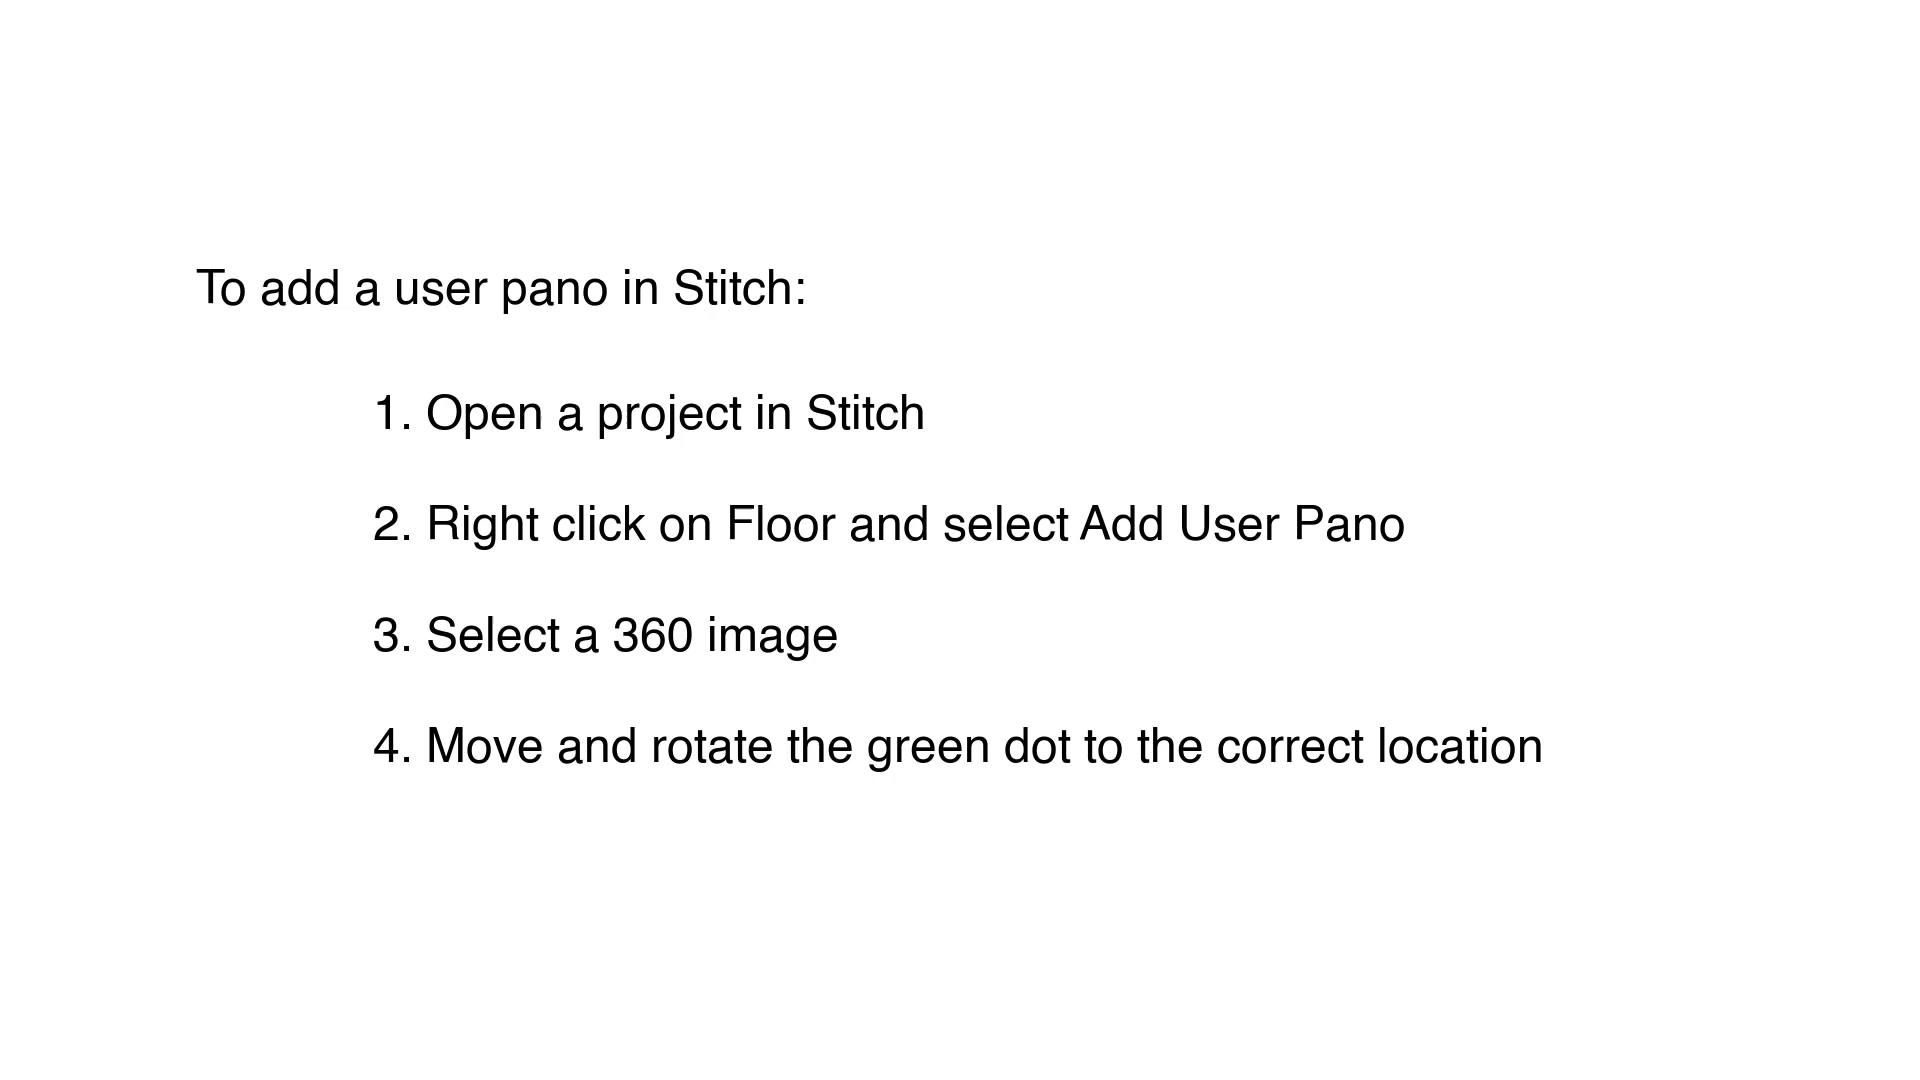 To add a user pano in Stitch:
1. Open a project in Stitch
2. Right click on Floor and select Add User Pano
3. Select a 360 image
4. Move and rotate the green dot to the correct location